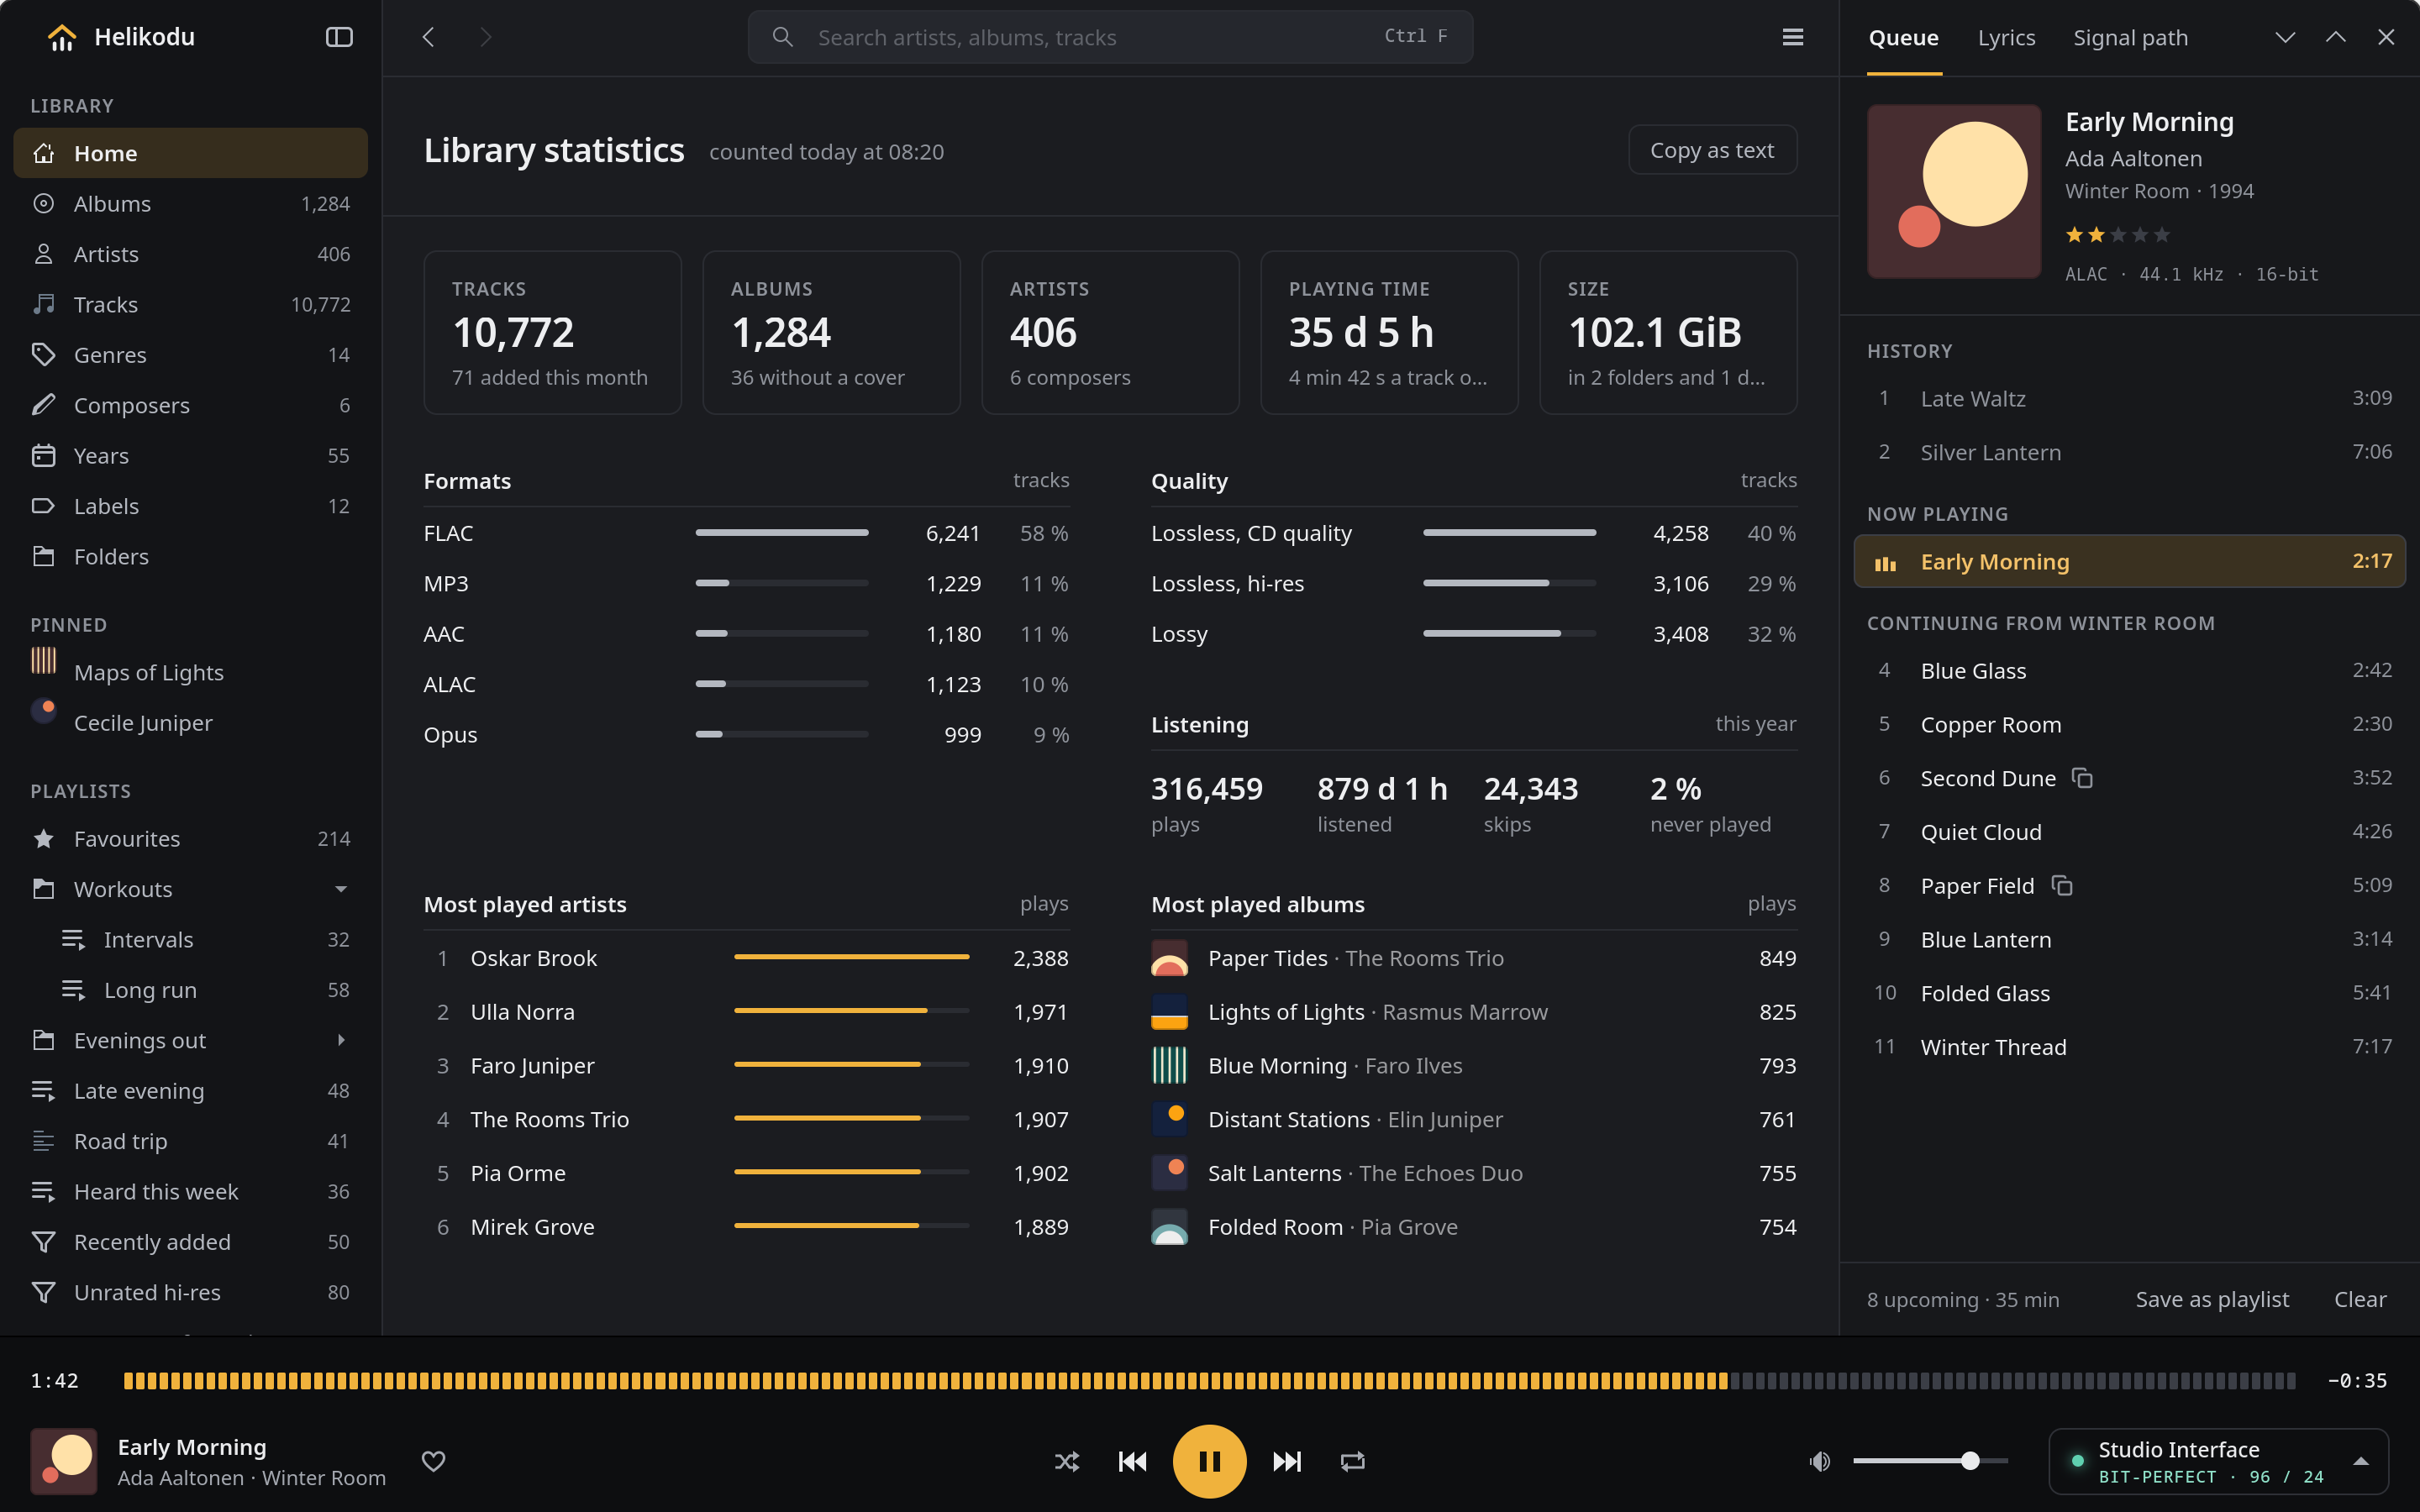 Helikodu
Search artists, albums, tracks
Ctrl F
Queue
Lyrics
Signal path
LIBRARY
Home
Albums 1,284
Artists 406
Tracks 10,772
Genres 14
Composers 6
Years 55
Labels 12
Folders
PINNED
Maps of Lights
Cecile Juniper
PLAYLISTS
Favourites 214
Workouts
Intervals 32
Long run 58
Evenings out
Late evening 48
Road trip 41
Heard this week 36
Recently added 50
Unrated hi-res 80
Library statistics
counted today at 08:20
Copy as text
TRACKS
10,772
71 added this month
ALBUMS
1,284
36 without a cover
ARTISTS
406
6 composers
PLAYING TIME
35 d 5 h
4 min 42 s a track o…
SIZE
102.1 GiB
in 2 folders and 1 d…
Formats tracks
FLAC 6,241 58 %
MP3 1,229 11 %
AAC 1,180 11 %
ALAC 1,123 10 %
Opus 999 9 %
Quality tracks
Lossless, CD quality 4,258 40 %
Lossless, hi-res 3,106 29 %
Lossy 3,408 32 %
Listening this year
316,459 879 d 1 h 24,343 2 %
plays listened skips never played
Most played artists plays
1 Oskar Brook 2,388
2 Ulla Norra 1,971
3 Faro Juniper 1,910
4 The Rooms Trio 1,907
5 Pia Orme 1,902
6 Mirek Grove 1,889
Most played albums plays
Paper Tides · The Rooms Trio 849
Lights of Lights · Rasmus Marrow 825
Blue Morning · Faro Ilves 793
Distant Stations · Elin Juniper 761
Salt Lanterns · The Echoes Duo 755
Folded Room · Pia Grove 754
Early Morning
Ada Aaltonen
Winter Room · 1994
ALAC · 44.1 kHz · 16-bit
HISTORY
1 Late Waltz 3:09
2 Silver Lantern 7:06
NOW PLAYING
Early Morning 2:17
CONTINUING FROM WINTER ROOM
4 Blue Glass 2:42
5 Copper Room 2:30
6 Second Dune 3:52
7 Quiet Cloud 4:26
8 Paper Field 5:09
9 Blue Lantern 3:14
10 Folded Glass 5:41
11 Winter Thread 7:17
8 upcoming · 35 min
Save as playlist
Clear
1:42
−0:35
Early Morning
Ada Aaltonen · Winter Room
Studio Interface
BIT-PERFECT · 96 / 24